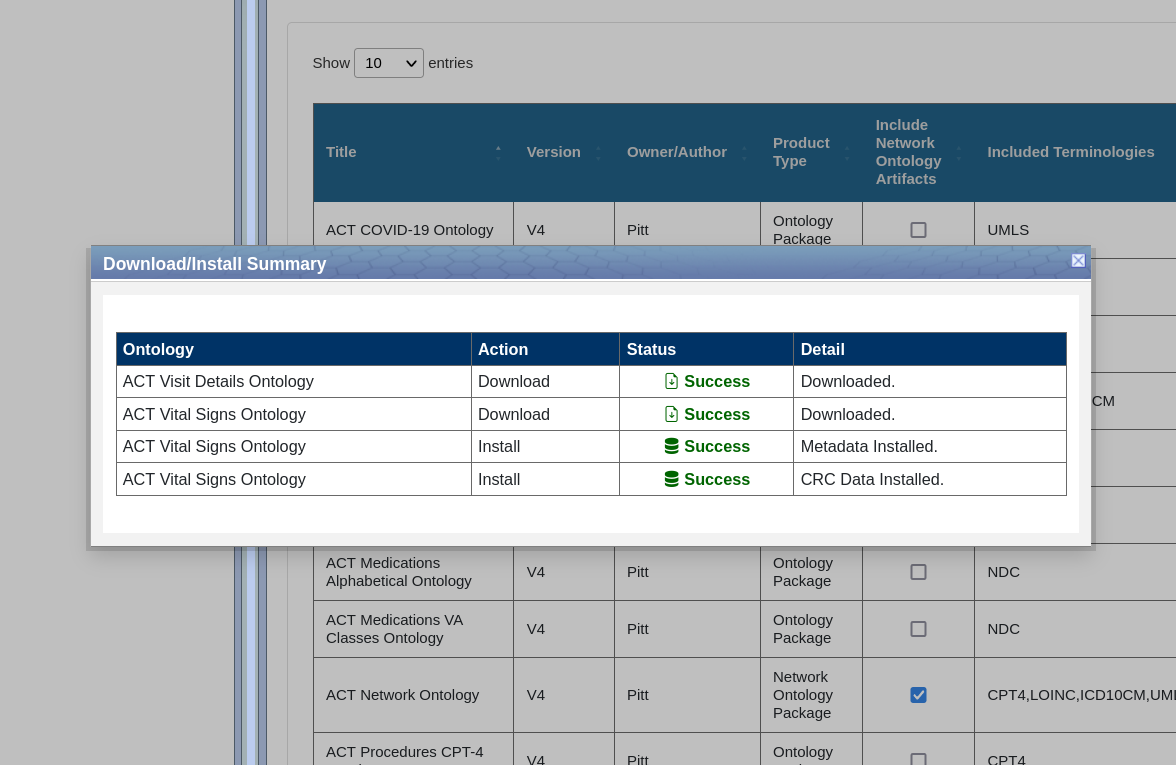 Show 10 entries
Title Version Owner/Author Product Type Include Network Ontology Artifacts Included Terminologies
ACT COVID-19 Ontology V4 Pitt Ontology Package UMLS
Download/Install Summary
Ontology Action Status Detail
ACT Visit Details Ontology Download Success Downloaded.
ACT Vital Signs Ontology Download Success Downloaded.
ACT Vital Signs Ontology Install Success Metadata Installed.
ACT Vital Signs Ontology Install Success CRC Data Installed.
CM
ACT Medications Alphabetical Ontology V4 Pitt Ontology Package NDC
ACT Medications VA Classes Ontology V4 Pitt Ontology Package NDC
ACT Network Ontology V4 Pitt Network Ontology Package CPT4,LOINC,ICD10CM,UM
ACT Procedures CPT-4 V4 Pitt Ontology CPT4